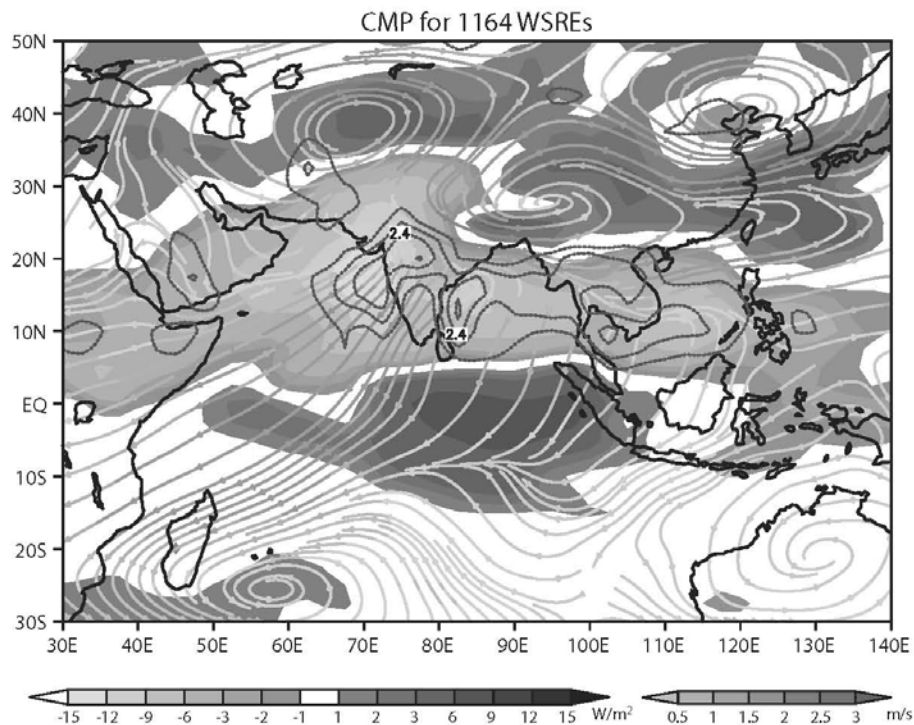 CMP for 1164 WSREs
50N
40N
30N
20N
10N
EQ
10S
20S
30S
2.4
2.4
30E 40E 50E 60E 70E 80E 90E 100E 110E 120E 130E 140E
-15 -12 -9 -6 -3 -2 -1 1 2 3 6 9 12 15 W/m²
0.5 1 1.5 2 2.5 3 m/s